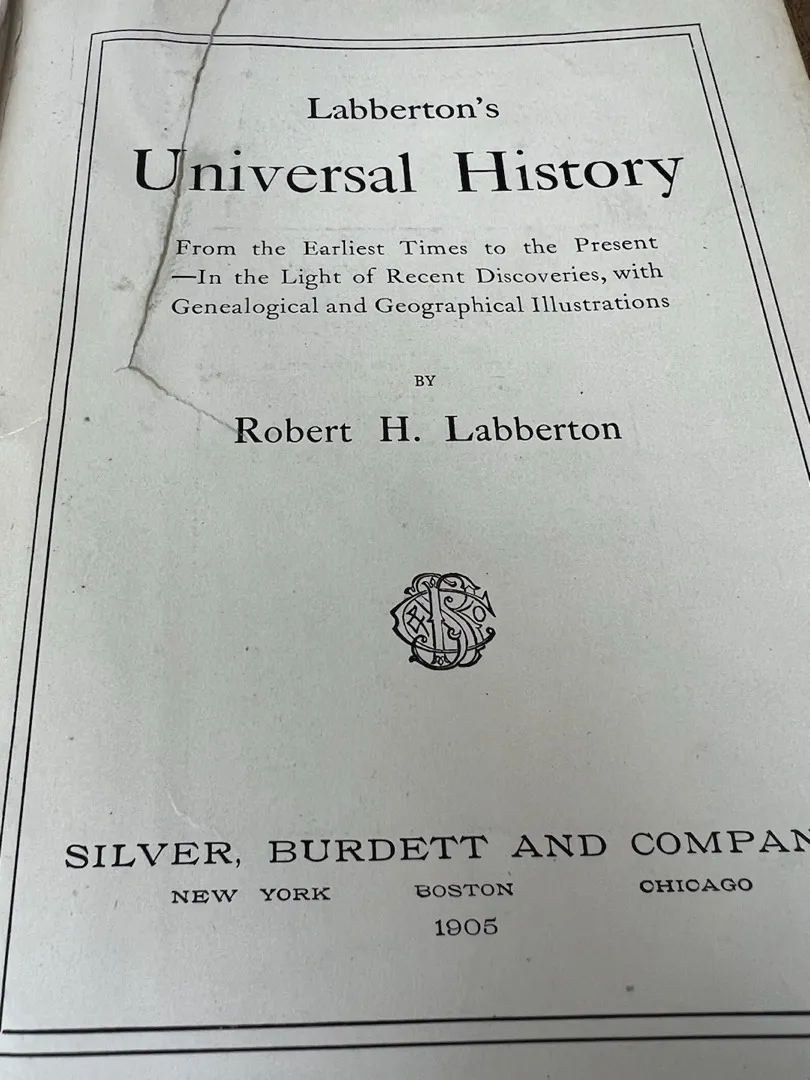 Labberton's
Universal History
From the Earliest Times to the Present
—In the Light of Recent Discoveries, with
Genealogical and Geographical Illustrations
BY
Robert H. Labberton
SILVER, BURDETT AND COMPAN
NEW YORK BOSTON CHICAGO
1905